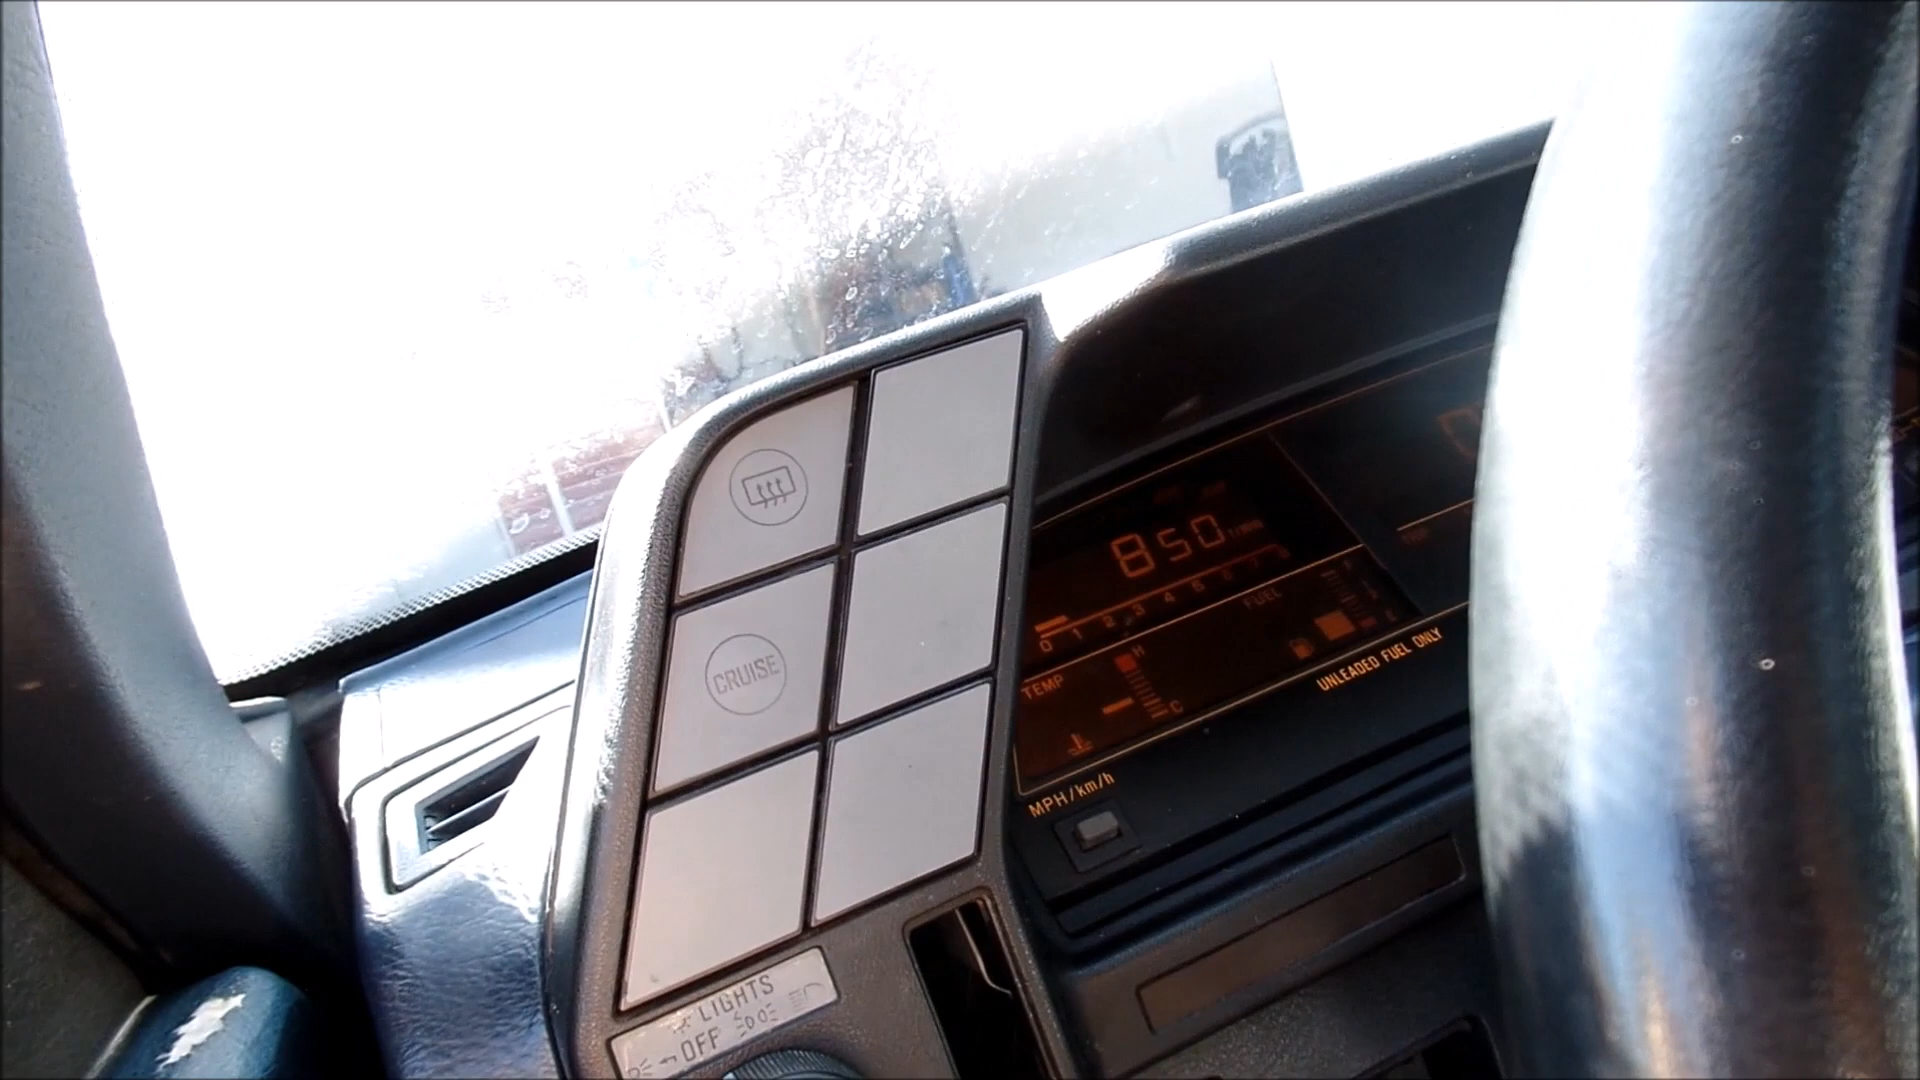 CRUISE
LIGHTS
OFF
850
0 1 2 3 4 5 6 7
FUEL
TEMP
H
C
F
E
UNLEADED FUEL ONLY
MPH/km/h